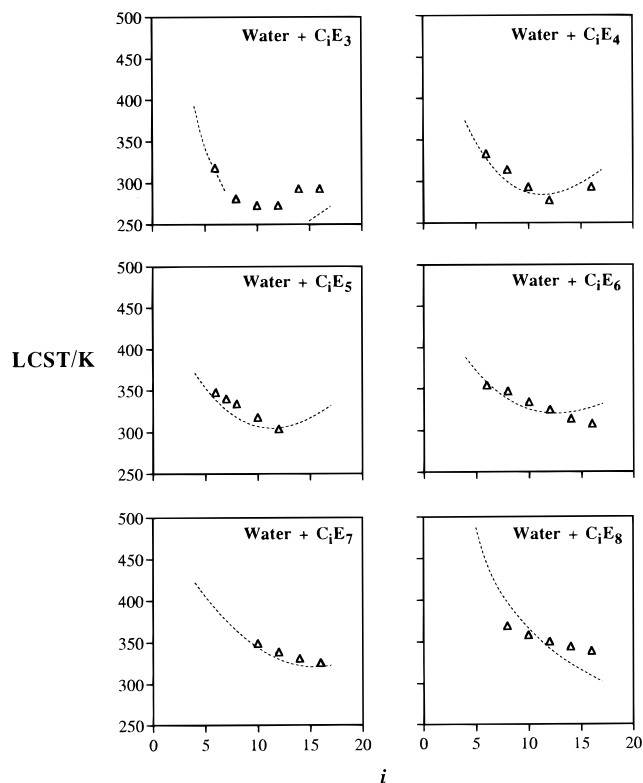 500
450
400
350
300
250
Water + CᵢE₃
Water + CᵢE₄
500
450
400
350
300
250
Water + CᵢE₅
Water + CᵢE₆
LCST/K
500
450
400
350
300
250
Water + CᵢE₇
Water + CᵢE₈
0 5 10 15 20
0 5 10 15 20
i